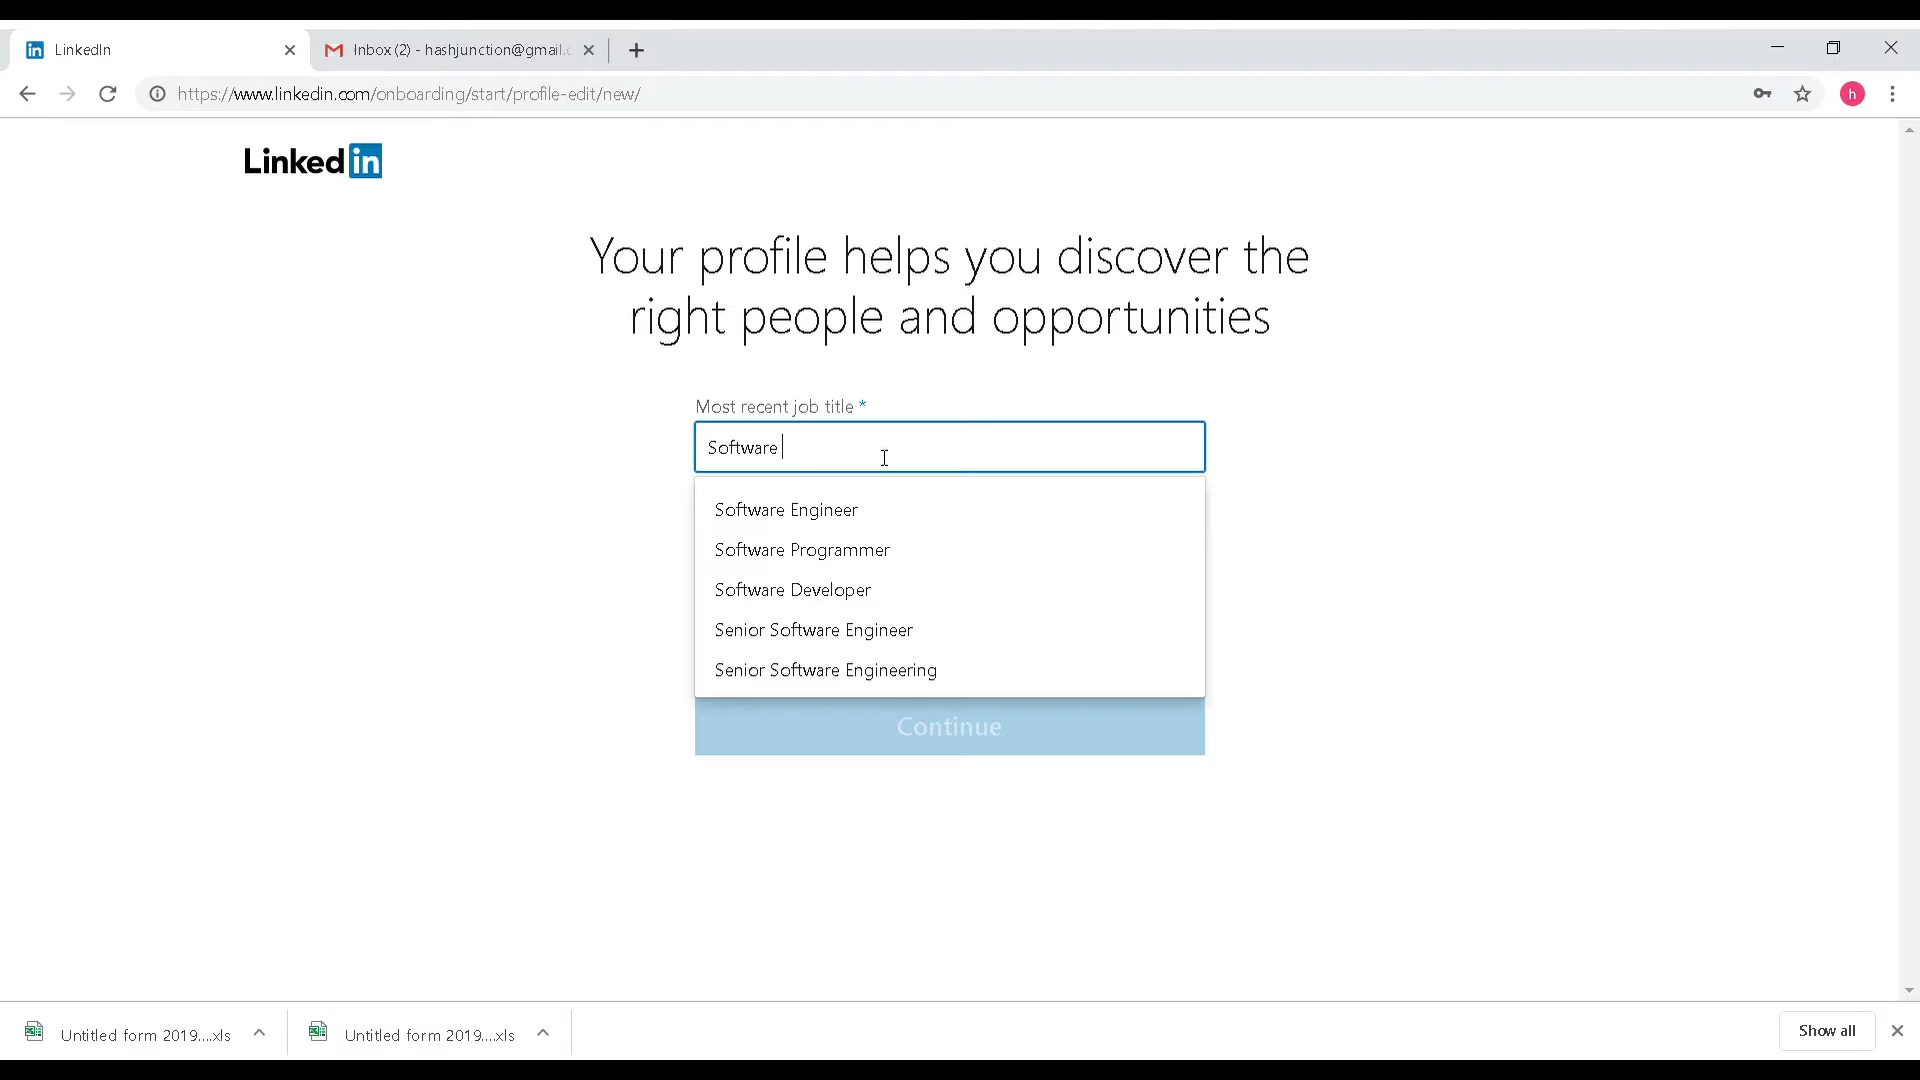 LinkedIn
Inbox (2) - hashjunction@gmail.c
https://www.linkedin.com/onboarding/start/profile-edit/new/
h
Linked in
Your profile helps you discover the
right people and opportunities
Most recent job title *
Software
Software Engineer
Software Programmer
Software Developer
Senior Software Engineer
Senior Software Engineering
Continue
Untitled form 2019....xls
Untitled form 2019....xls
Show all